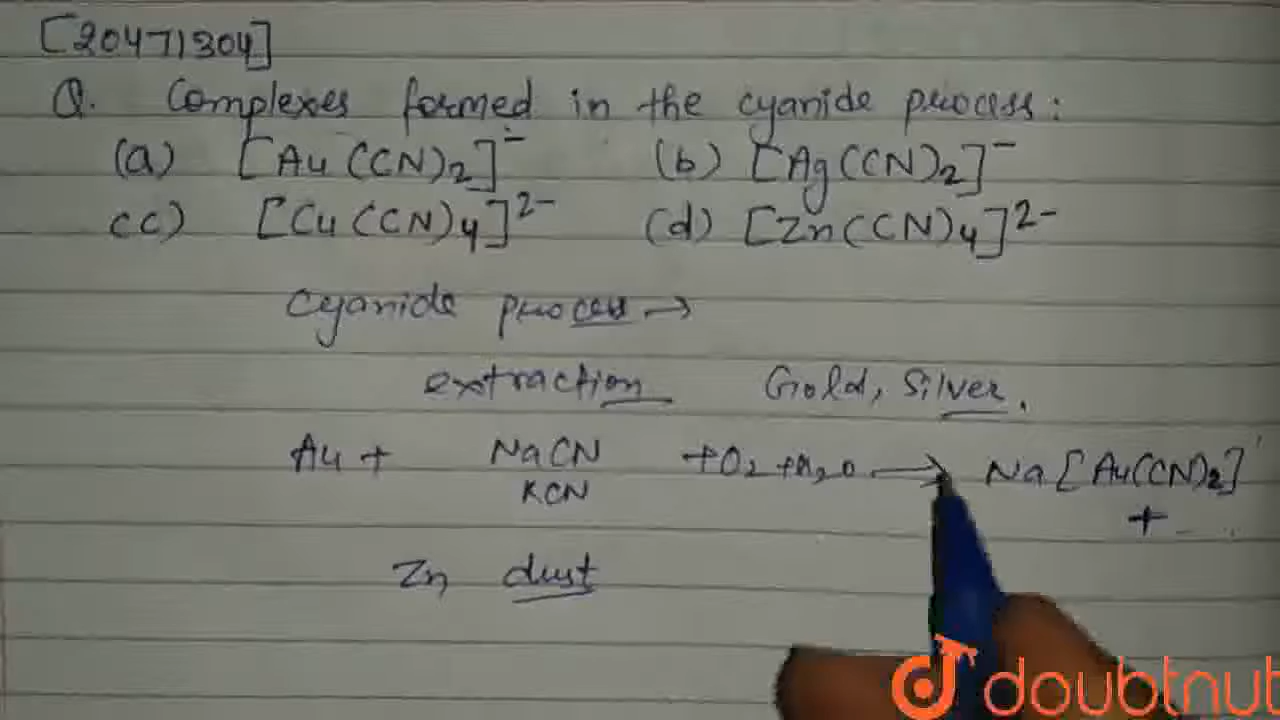 [20471304]
Q. Complexes formed in the cyanide process:
(a) [Au(CN)2]⁻ (b) [Ag(CN)2]⁻
(c) [Cu(CN)4]²⁻ (d) [Zn(CN)4]²⁻
Cyanide process →
extraction Gold, Silver.
Au + NaCN + O2 + H2O → Na[Au(CN)2]
KCN + ...
Zn dust
doubtnut